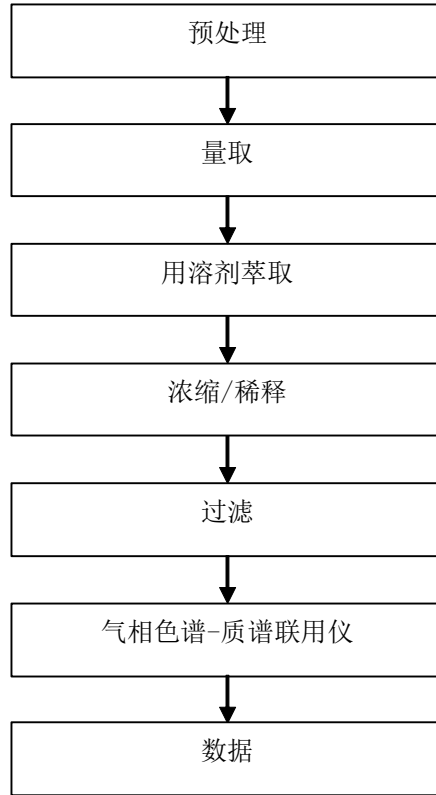 预处理
量取
用溶剂萃取
浓缩/稀释
过滤
气相色谱-质谱联用仪
数据